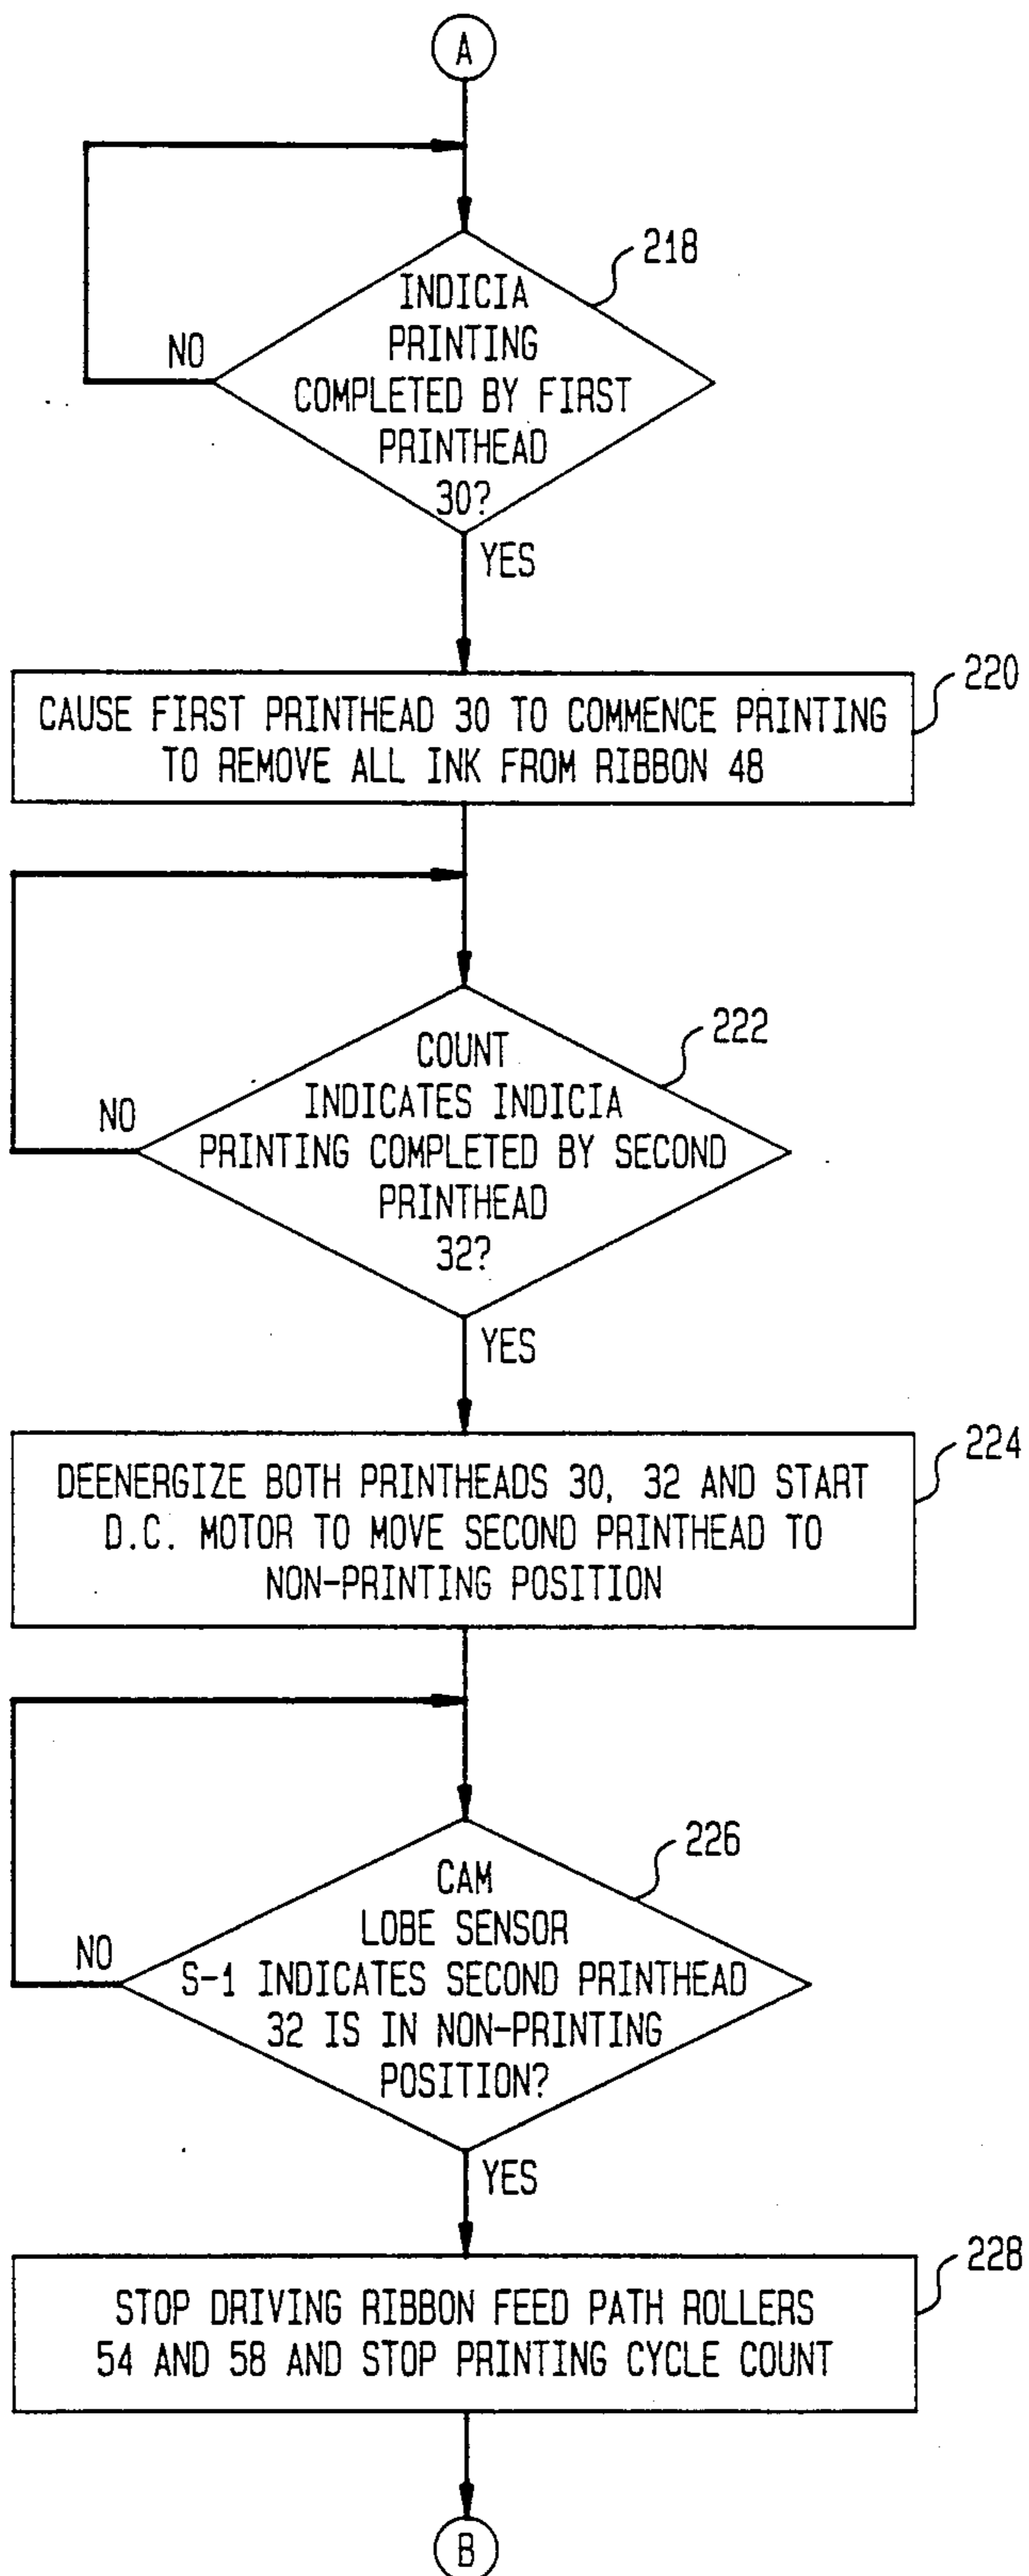 A
218
INDICIA
PRINTING
NO
COMPLETED BY FIRST
PRINTHEAD
30?
YES
220
CAUSE FIRST PRINTHEAD 30 TO COMMENCE PRINTING
TO REMOVE ALL INK FROM RIBBON 48
222
COUNT
INDICATES INDICIA
NO
PRINTING COMPLETED BY SECOND
PRINTHEAD
32?
YES
224
DEENERGIZE BOTH PRINTHEADS 30, 32 AND START
D.C. MOTOR TO MOVE SECOND PRINTHEAD TO
NON-PRINTING POSITION
226
CAM
LOBE SENSOR
NO
S-1 INDICATES SECOND PRINTHEAD
32 IS IN NON-PRINTING
POSITION?
YES
228
STOP DRIVING RIBBON FEED PATH ROLLERS
54 AND 58 AND STOP PRINTING CYCLE COUNT
B